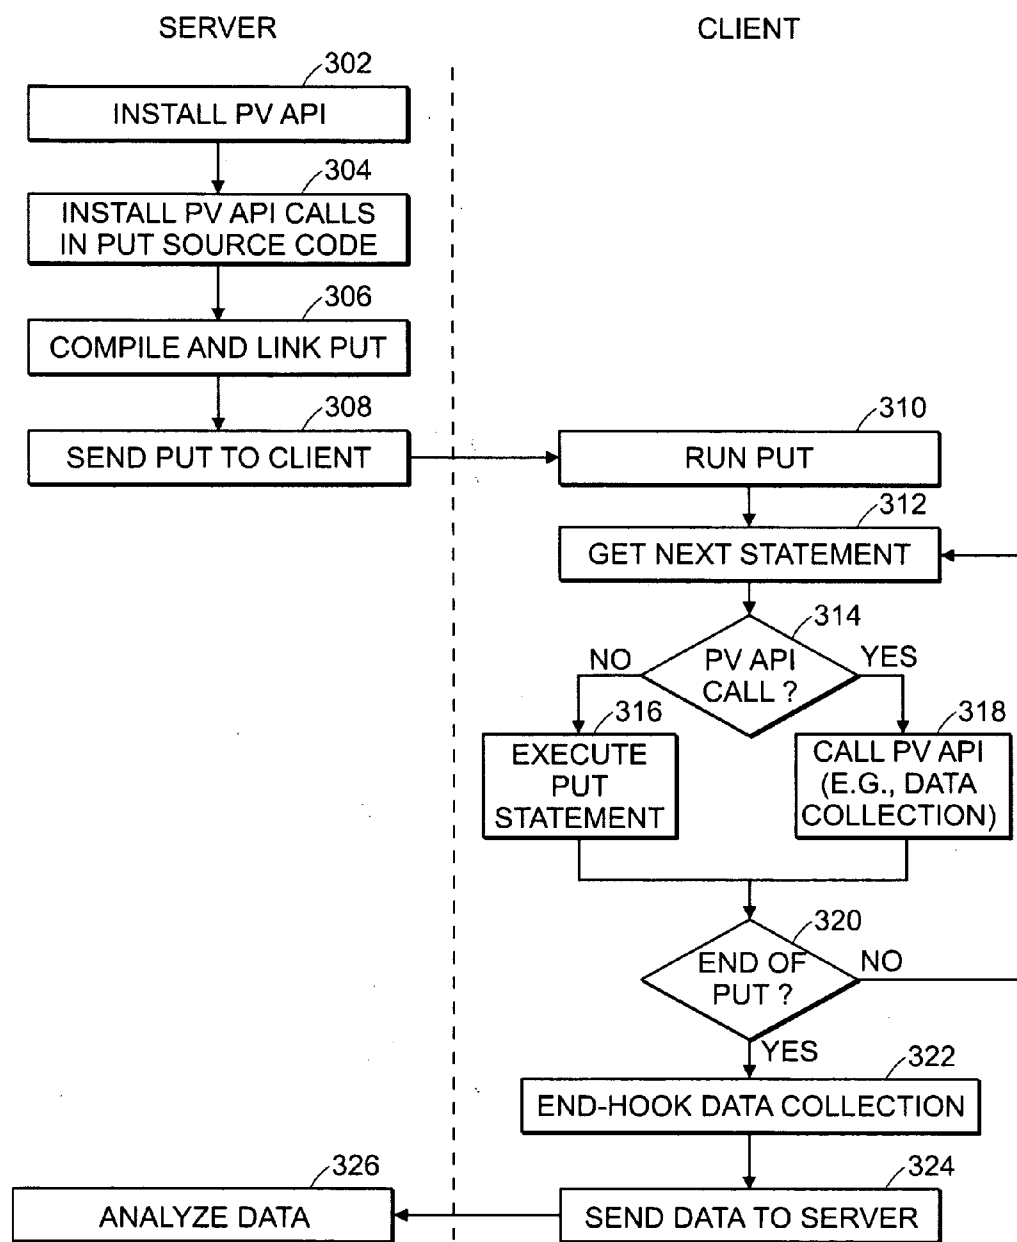 SERVER
CLIENT
302
INSTALL PV API
304
INSTALL PV API CALLS
IN PUT SOURCE CODE
306
COMPILE AND LINK PUT
308
SEND PUT TO CLIENT
310
RUN PUT
312
GET NEXT STATEMENT
314
PV API
CALL ?
NO
YES
316
EXECUTE
PUT
STATEMENT
318
CALL PV API
(E.G., DATA
COLLECTION)
320
END OF
PUT ?
NO
YES
322
END-HOOK DATA COLLECTION
324
SEND DATA TO SERVER
326
ANALYZE DATA